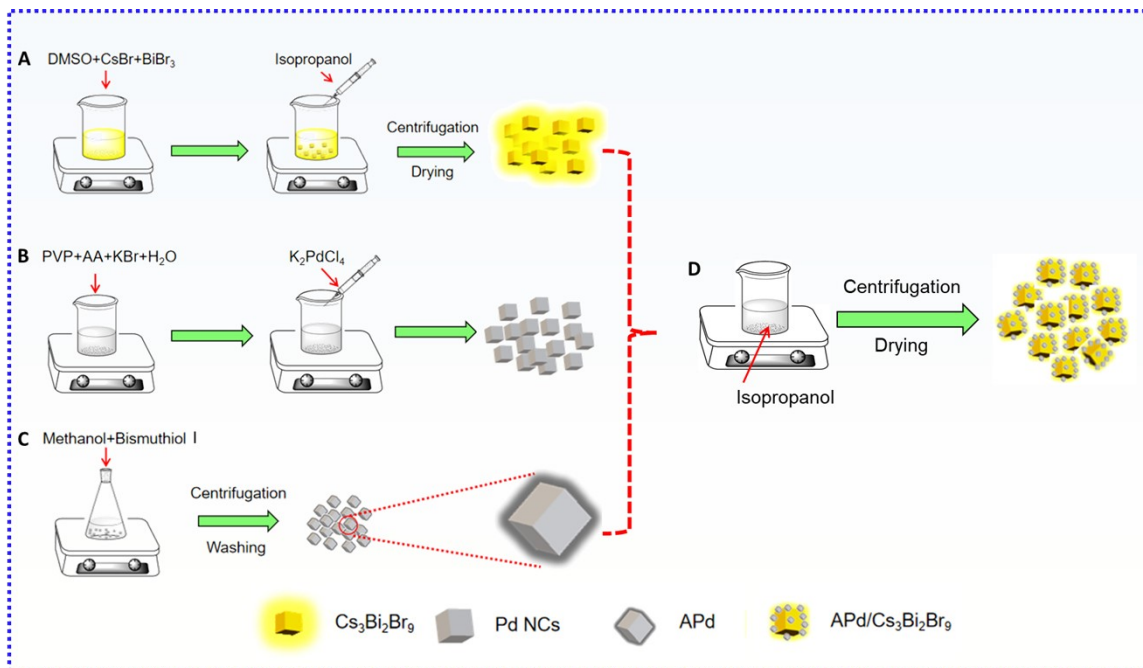 A
DMSO+CsBr+BiBr₃
Isopropanol
Centrifugation
Drying
B
PVP+AA+KBr+H₂O
K₂PdCl₄
C
Methanol+Bismuthiol I
Centrifugation
Washing
D
Isopropanol
Centrifugation
Drying
Cs₃Bi₂Br₉
Pd NCs
APd
APd/Cs₃Bi₂Br₉